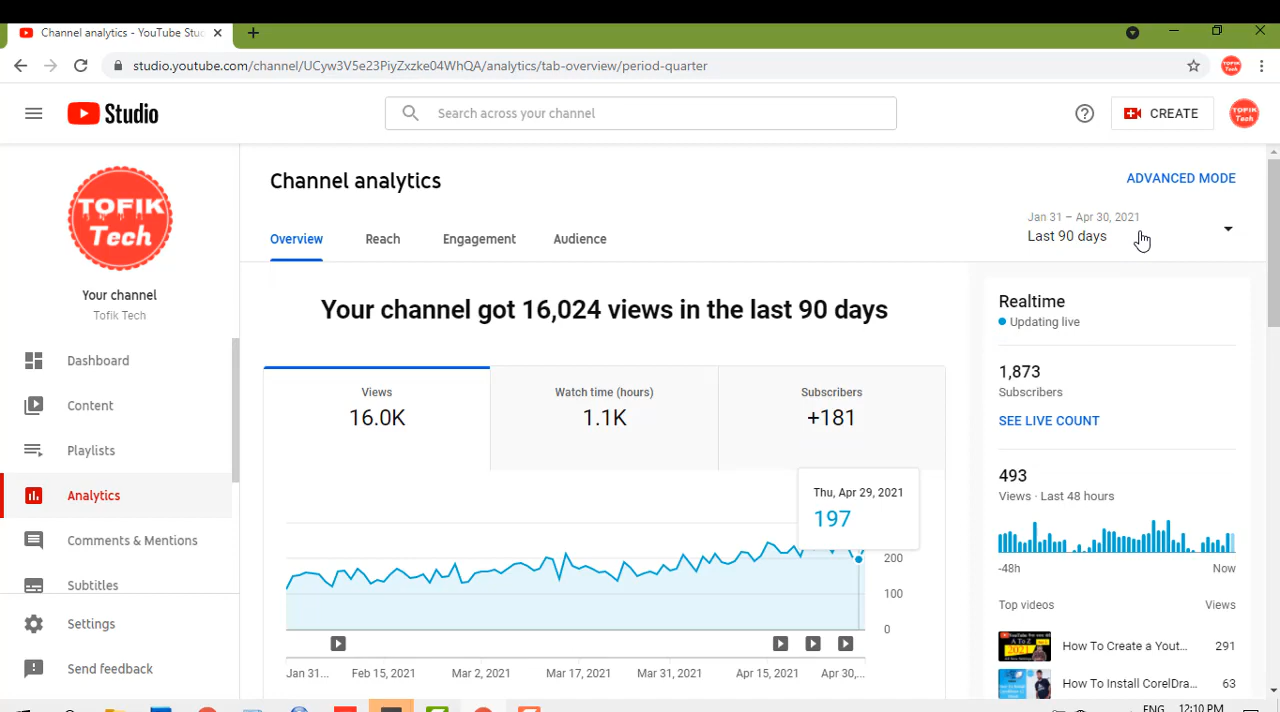 Channel analytics - YouTube Stu
studio.youtube.com/channel/UCyw3V5e23PiyZxzke04WhQA/analytics/tab-overview/period-quarter
TOFIK
Tech
Studio
Search across your channel
CREATE
TOFIK
Tech
TOFIK
Tech
Your channel
Tofik Tech
Dashboard
Content
Playlists
Analytics
Comments & Mentions
Subtitles
Settings
Send feedback
Channel analytics
ADVANCED MODE
Overview
Reach
Engagement
Audience
Jan 31 – Apr 30, 2021
Last 90 days
Your channel got 16,024 views in the last 90 days
Views
16.0K
Watch time (hours)
1.1K
Subscribers
+181
Thu, Apr 29, 2021
197
200
100
0
Jan 31...
Feb 15, 2021
Mar 2, 2021
Mar 17, 2021
Mar 31, 2021
Apr 15, 2021
Apr 30,...
Realtime
Updating live
1,873
Subscribers
SEE LIVE COUNT
493
Views · Last 48 hours
-48h
Now
Top videos
Views
How To Create a Yout...
291
How To Install CorelDra...
63
ENG
12:10 PM